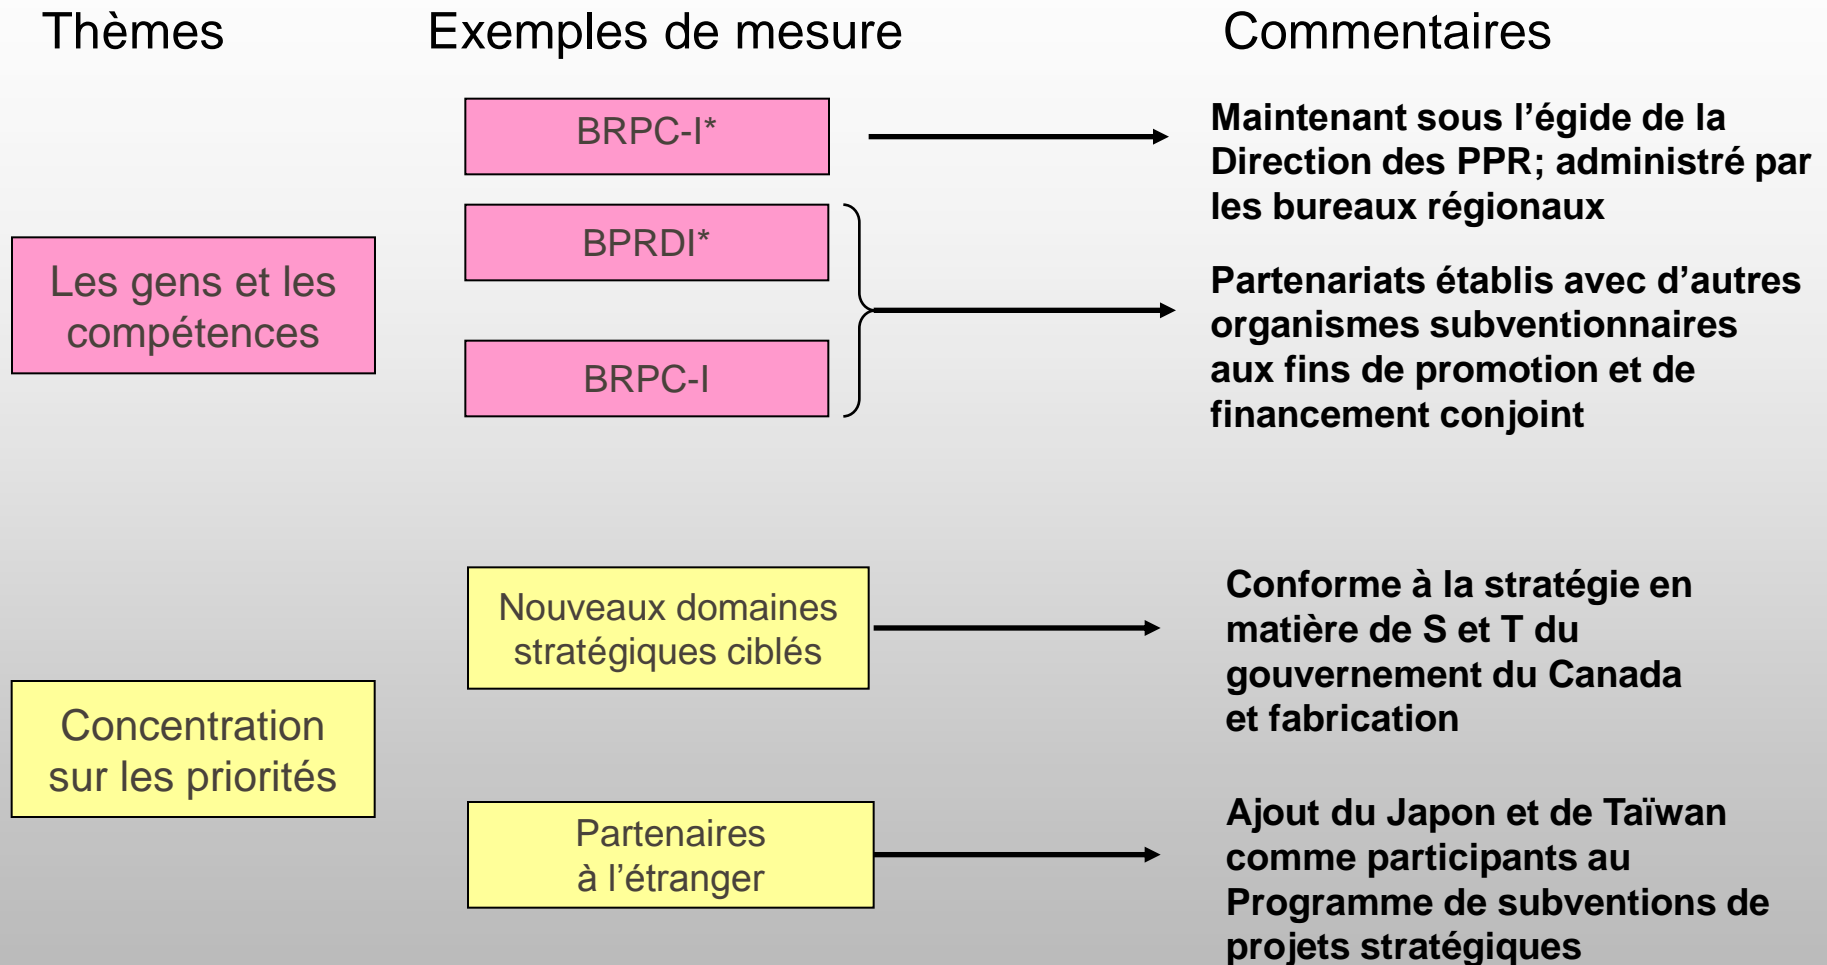 Thèmes
Exemples de mesure
Commentaires
Les gens et les
compétences
BRPC-I*
Maintenant sous l’égide de la
Direction des PPR; administré par
les bureaux régionaux
BPRDI*
BRPC-I
Partenariats établis avec d’autres
organismes subventionnaires
aux fins de promotion et de
financement conjoint
Concentration
sur les priorités
Nouveaux domaines
stratégiques ciblés
Conforme à la stratégie en
matière de S et T du
gouvernement du Canada
et fabrication
Partenaires
à l’étranger
Ajout du Japon et de Taïwan
comme participants au
Programme de subventions de
projets stratégiques